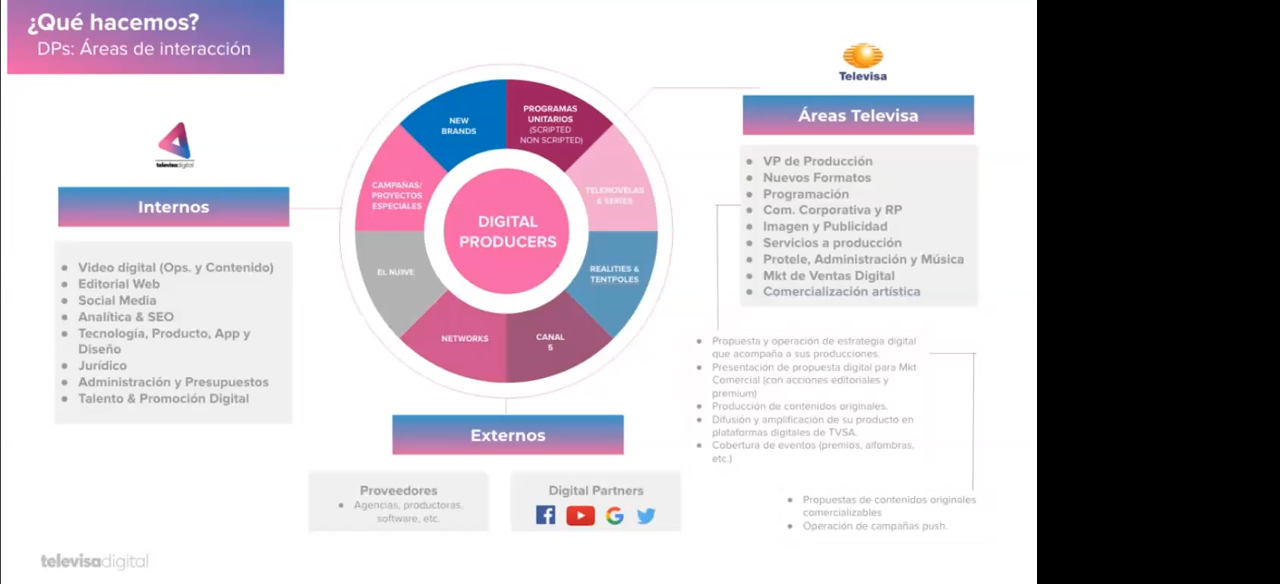 ¿Qué hacemos?
DPs: Áreas de interacción
televisadigital
Internos
Video digital (Ops. y Contenido)
Editorial Web
Social Media
Analítica & SEO
Tecnología, Producto, App y
Diseño
Jurídico
Administración y Presupuestos
Talento & Promoción Digital
NEW
BRANDS
PROGRAMAS
UNITARIOS
(SCRIPTED
NON SCRIPTED)
CAMPAÑAS/
PROYECTOS
ESPECIALES
TELENOVELAS
& SERIES
DIGITAL
PRODUCERS
EL NUEVE
REALITIES &
TENTPOLES
NETWORKS
CANAL
5
Externos
Proveedores
Agencias, productoras,
software, etc.
Digital Partners
Televisa
Áreas Televisa
VP de Producción
Nuevos Formatos
Programación
Com. Corporativa y RP
Imagen y Publicidad
Servicios a producción
Protele, Administración y Música
Mkt de Ventas Digital
Comercialización artística
Propuesta y operación de estrategia digital
que acompaña a sus producciones.
Presentación de propuesta digital para Mkt
Comercial (con acciones editoriales y
premium)
Producción de contenidos originales.
Difusión y amplificación de su producto en
plataformas digitales de TVSA.
Cobertura de eventos (premios, alfombras,
etc.)
Propuestas de contenidos originales
comercializables
Operación de campañas push.
televisadigital